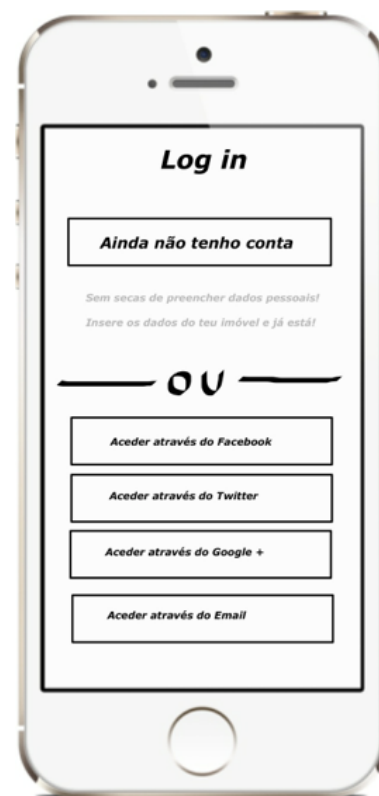 Log in
Ainda não tenho conta
Sem secas de preencher dados pessoais!
Insere os dados do teu imóvel e já está!
OU
Aceder através do Facebook
Aceder através do Twitter
Aceder através do Google +
Aceder através do Email